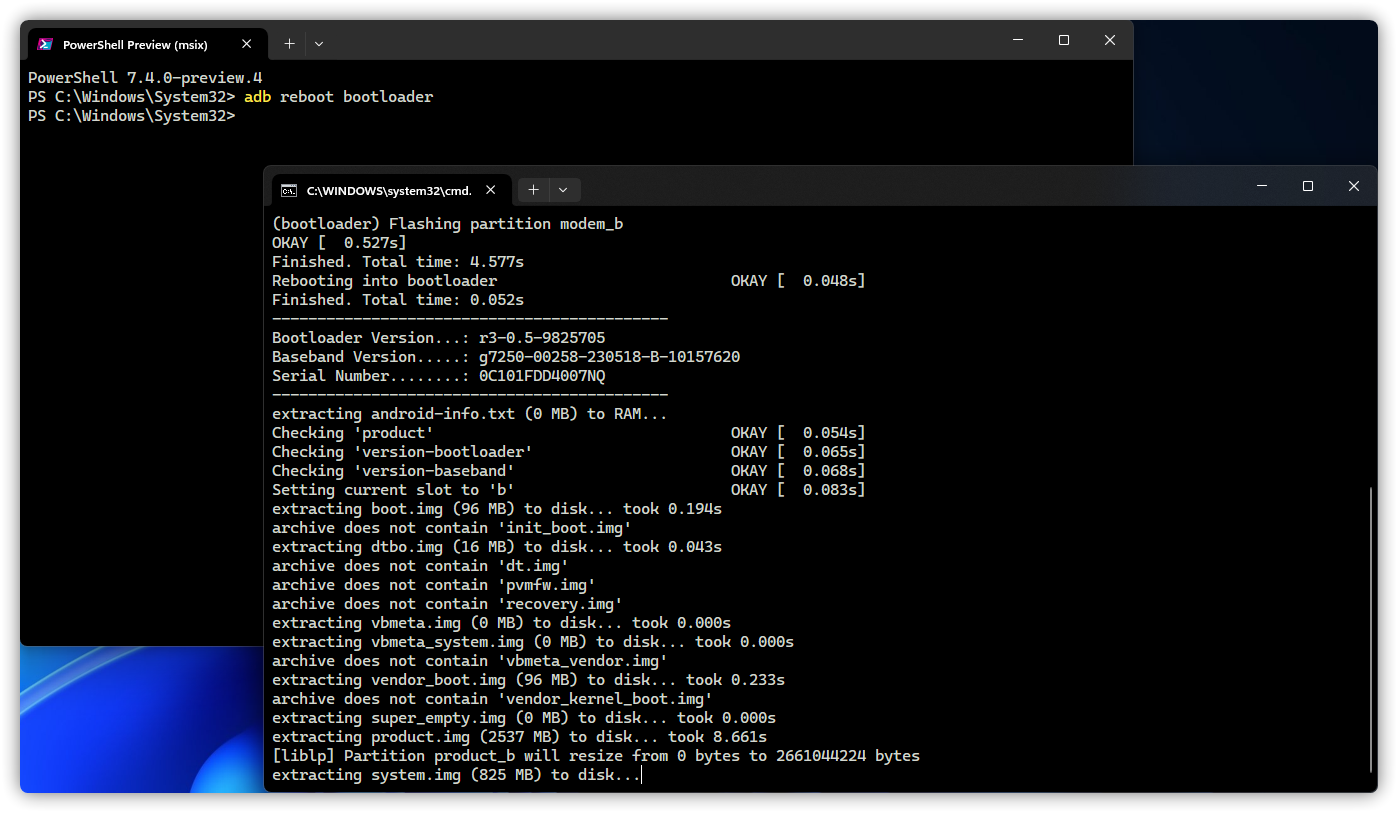 PowerShell Preview (msix)
PowerShell 7.4.0-preview.4
PS C:\Windows\System32> adb reboot bootloader
PS C:\Windows\System32>
C:\WINDOWS\system32\cmd.
(bootloader) Flashing partition modem_b
OKAY [  0.527s]
Finished. Total time: 4.577s
Rebooting into bootloader                          OKAY [  0.048s]
Finished. Total time: 0.052s
--------------------------------------------
Bootloader Version...: r3-0.5-9825705
Baseband Version.....: g7250-00258-230518-B-10157620
Serial Number........: 0C101FDD4007NQ
--------------------------------------------
extracting android-info.txt (0 MB) to RAM...
Checking 'product'                                 OKAY [  0.054s]
Checking 'version-bootloader'                      OKAY [  0.065s]
Checking 'version-baseband'                        OKAY [  0.068s]
Setting current slot to 'b'                        OKAY [  0.083s]
extracting boot.img (96 MB) to disk... took 0.194s
archive does not contain 'init_boot.img'
extracting dtbo.img (16 MB) to disk... took 0.043s
archive does not contain 'dt.img'
archive does not contain 'pvmfw.img'
archive does not contain 'recovery.img'
extracting vbmeta.img (0 MB) to disk... took 0.000s
extracting vbmeta_system.img (0 MB) to disk... took 0.000s
archive does not contain 'vbmeta_vendor.img'
extracting vendor_boot.img (96 MB) to disk... took 0.233s
archive does not contain 'vendor_kernel_boot.img'
extracting super_empty.img (0 MB) to disk... took 0.000s
extracting product.img (2537 MB) to disk... took 8.661s
[liblp] Partition product_b will resize from 0 bytes to 2661044224 bytes
extracting system.img (825 MB) to disk...